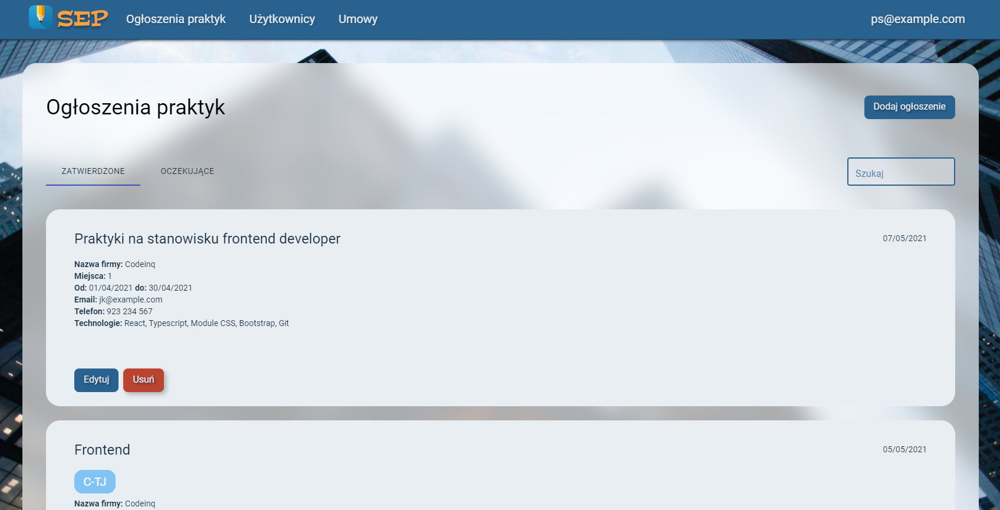 SEP Ogłoszenia praktyk Użytkownicy Umowy ps@example.com
Ogłoszenia praktyk
Dodaj ogłoszenie
ZATWIERDZONE OCZEKUJĄCE
Szukaj
Praktyki na stanowisku frontend developer
07/05/2021
Nazwa firmy: Codeinq
Miejsca: 1
Od: 01/04/2021 do: 30/04/2021
Email: jk@example.com
Telefon: 923 234 567
Technologie: React, Typescript, Module CSS, Bootstrap, Git
Edytuj Usuń
Frontend
05/05/2021
C-TJ
Nazwa firmy: Codeinq